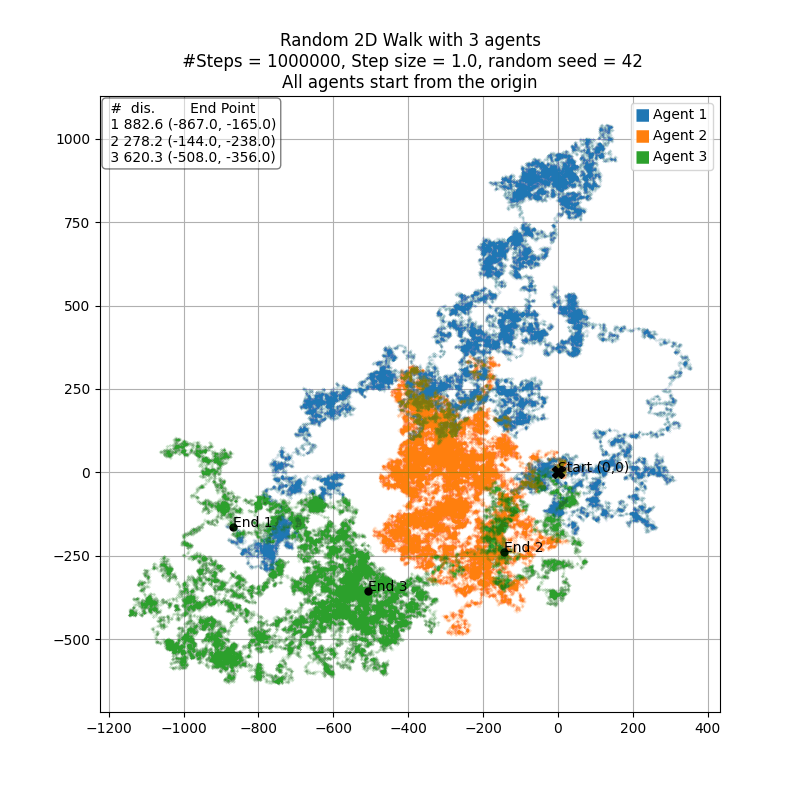 Random 2D Walk with 3 agents
#Steps = 1000000, Step size = 1.0, random seed = 42
All agents start from the origin
# dis. End Point
1 882.6 (-867.0, -165.0)
2 278.2 (-144.0, -238.0)
3 620.3 (-508.0, -356.0)
Agent 1
Agent 2
Agent 3
1000
750
500
250
0
−250
−500
Start (0,0)
End 1
End 2
End 3
−1200 −1000 −800 −600 −400 −200 0 200 400